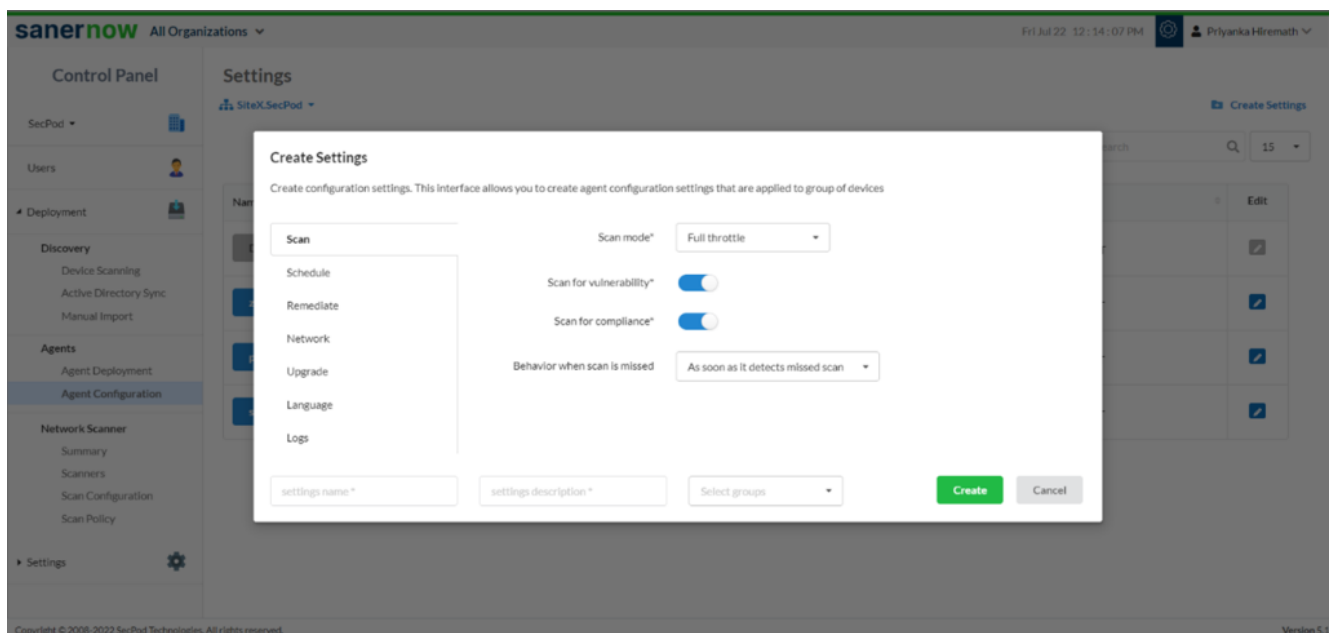 sanernow All Organizations
Fri Jul 22 12:14:07 PM Priyanka Hiremath
Control Panel
SecPod
Users
Deployment
Discovery
Device Scanning
Active Directory Sync
Manual Import
Agents
Agent Deployment
Agent Configuration
Network Scanner
Summary
Scanners
Scan Configuration
Scan Policy
Settings
Settings
SiteX.SecPod
Create Settings
15
Edit
Create Settings
Create configuration settings. This interface allows you to create agent configuration settings that are applied to group of devices
Scan
Schedule
Remediate
Network
Upgrade
Language
Logs
Scan mode* Full throttle
Scan for vulnerability*
Scan for compliance*
Behavior when scan is missed As soon as it detects missed scan
settings name * settings description * Select groups Create Cancel
Copyright © 2008-2022 SecPod Technologies. All rights reserved.
Version 5.1